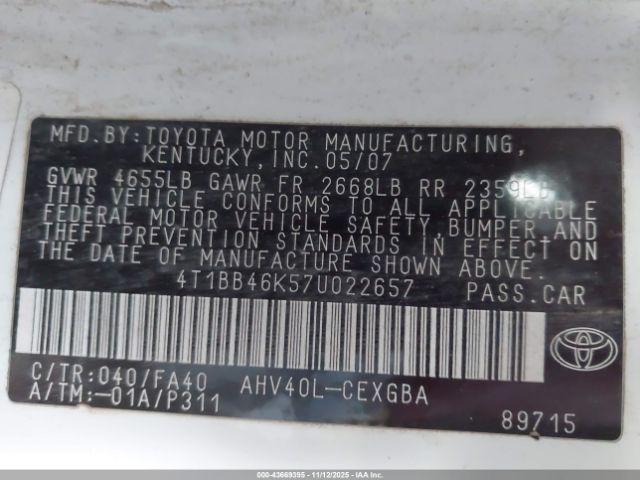 MFD.BY:TOYOTA MOTOR MANUFACTURING,
KENTUCKY,INC.05/07
GVWR 4655LB GAWR FR 2668LB RR 2359LB
THIS VEHICLE CONFORMS TO ALL APPLICABLE
FEDERAL MOTOR VEHICLE SAFETY,BUMPER AND
THEFT PREVENTION STANDARDS IN EFFECT ON
THE DATE OF MANUFACTURE SHOWN ABOVE.
4T1BB46K57U022657 PASS.CAR
C/TR:040/FA40 AHV40L-CEXGBA
A/TM:-01A/P311
89715
000-43669395 - 11/12/2025 - IAAI.COM